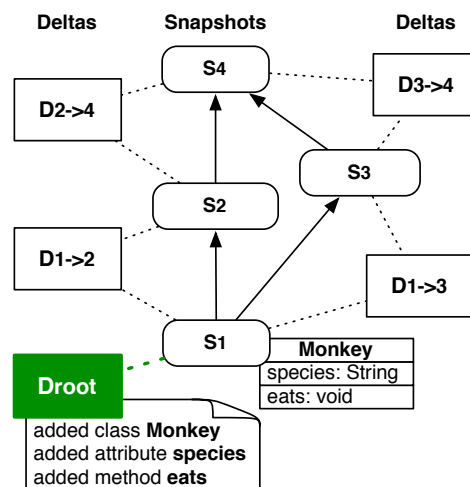 Deltas Snapshots Deltas
S4
D2->4
D3->4
S3
S2
D1->2
D1->3
S1
Monkey
species: String
eats: void
Droot
added class Monkey
added attribute species
added method eats